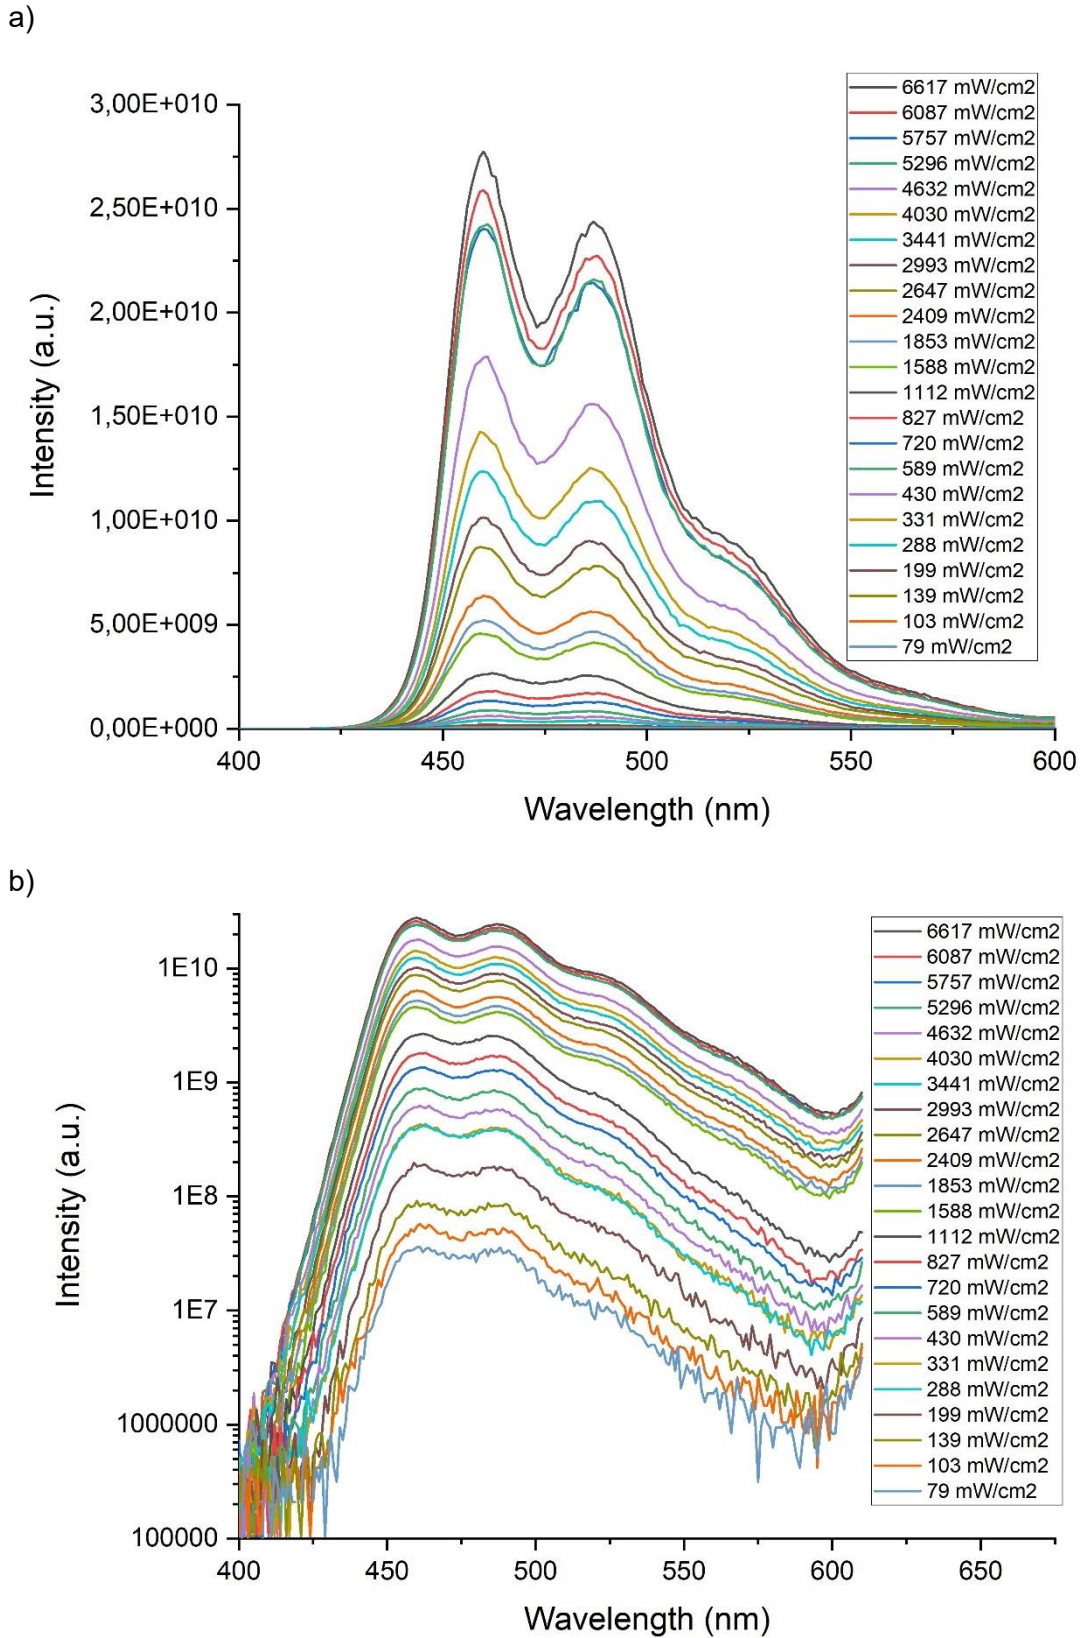 a)
3,00E+010
2,50E+010
2,00E+010
1,50E+010
1,00E+010
5,00E+009
0,00E+000
Intensity (a.u.)
400 450 500 550 600
Wavelength (nm)
6617 mW/cm2
6087 mW/cm2
5757 mW/cm2
5296 mW/cm2
4632 mW/cm2
4030 mW/cm2
3441 mW/cm2
2993 mW/cm2
2647 mW/cm2
2409 mW/cm2
1853 mW/cm2
1588 mW/cm2
1112 mW/cm2
827 mW/cm2
720 mW/cm2
589 mW/cm2
430 mW/cm2
331 mW/cm2
288 mW/cm2
199 mW/cm2
139 mW/cm2
103 mW/cm2
79 mW/cm2
b)
1E10
1E9
1E8
1E7
1000000
100000
Intensity (a.u.)
400 450 500 550 600 650
Wavelength (nm)
6617 mW/cm2
6087 mW/cm2
5757 mW/cm2
5296 mW/cm2
4632 mW/cm2
4030 mW/cm2
3441 mW/cm2
2993 mW/cm2
2647 mW/cm2
2409 mW/cm2
1853 mW/cm2
1588 mW/cm2
1112 mW/cm2
827 mW/cm2
720 mW/cm2
589 mW/cm2
430 mW/cm2
331 mW/cm2
288 mW/cm2
199 mW/cm2
139 mW/cm2
103 mW/cm2
79 mW/cm2